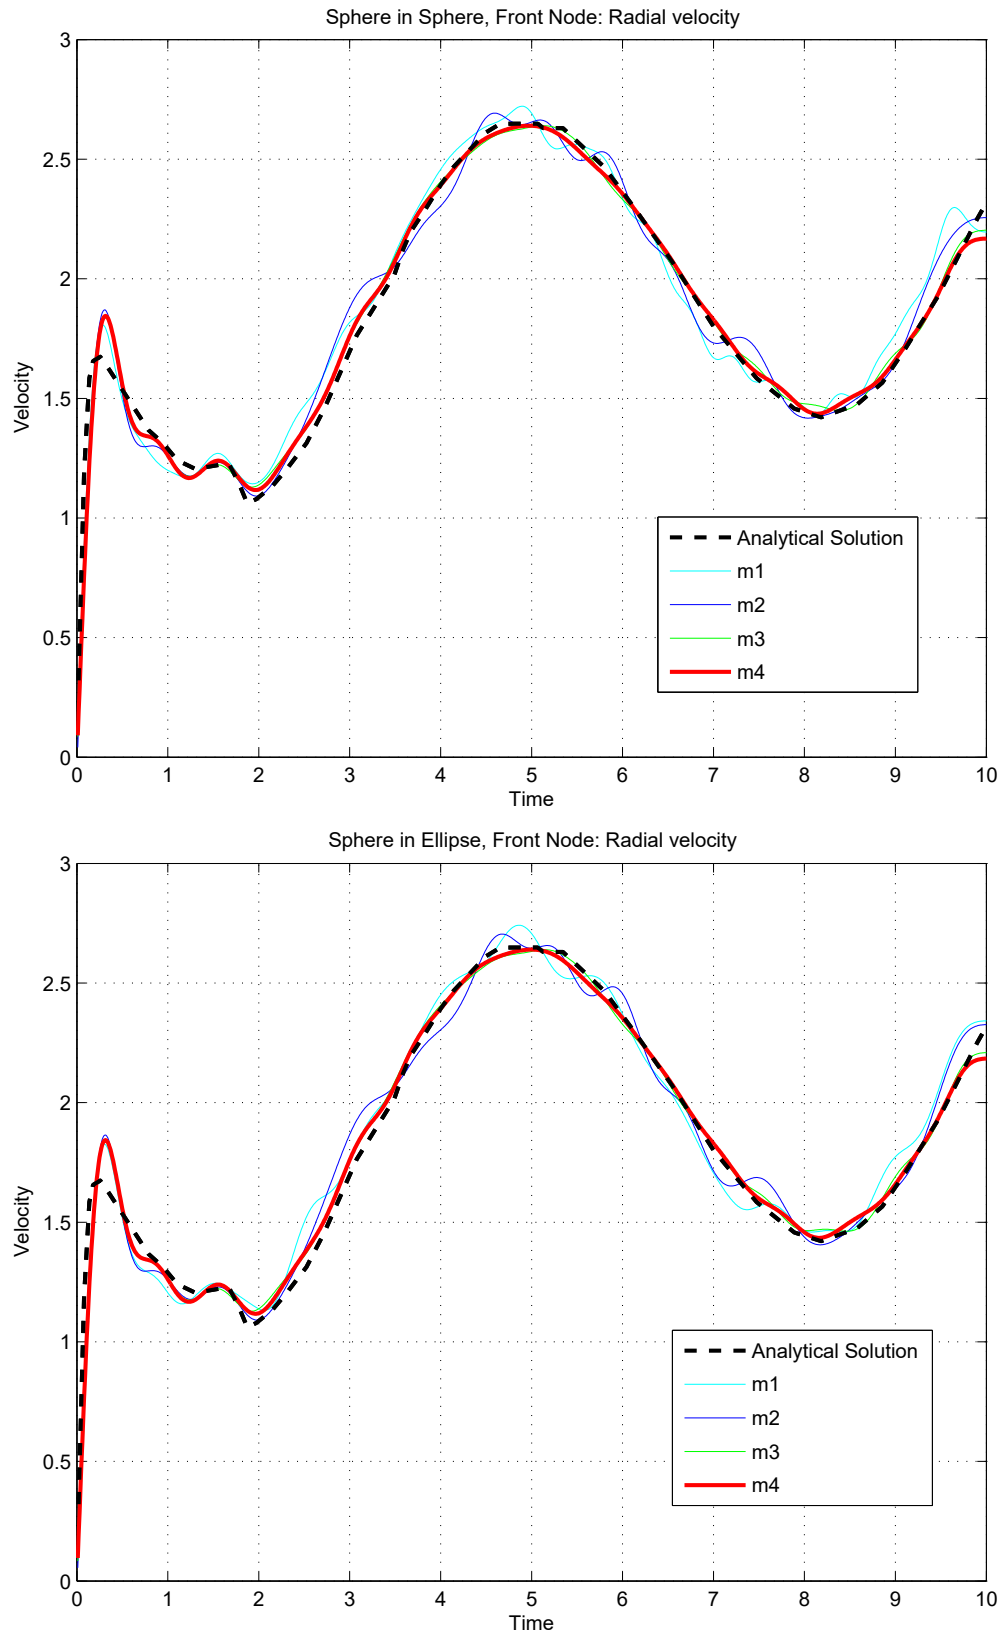 Sphere in Sphere, Front Node: Radial velocity
3
2.5
2
1.5
1
0.5
0
Velocity
Analytical Solution
m1
m2
m3
m4
0 1 2 3 4 5 6 7 8 9 10
Time
Sphere in Ellipse, Front Node: Radial velocity
3
2.5
2
1.5
1
0.5
0
Velocity
Analytical Solution
m1
m2
m3
m4
0 1 2 3 4 5 6 7 8 9 10
Time